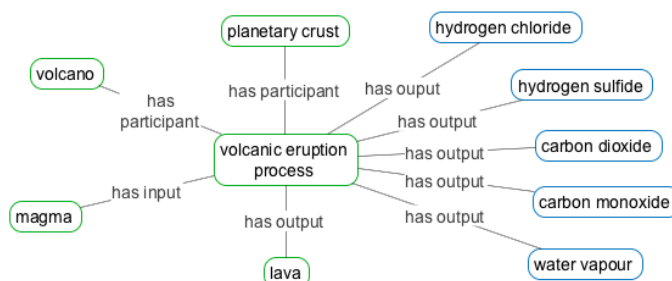 planetary crust
hydrogen chloride
volcano
hydrogen sulfide
has ouput
has participant
has
participant
has output
volcanic eruption
process
carbon dioxide
has output
has input
has output
carbon monoxide
magma
has output
has output
lava
water vapour